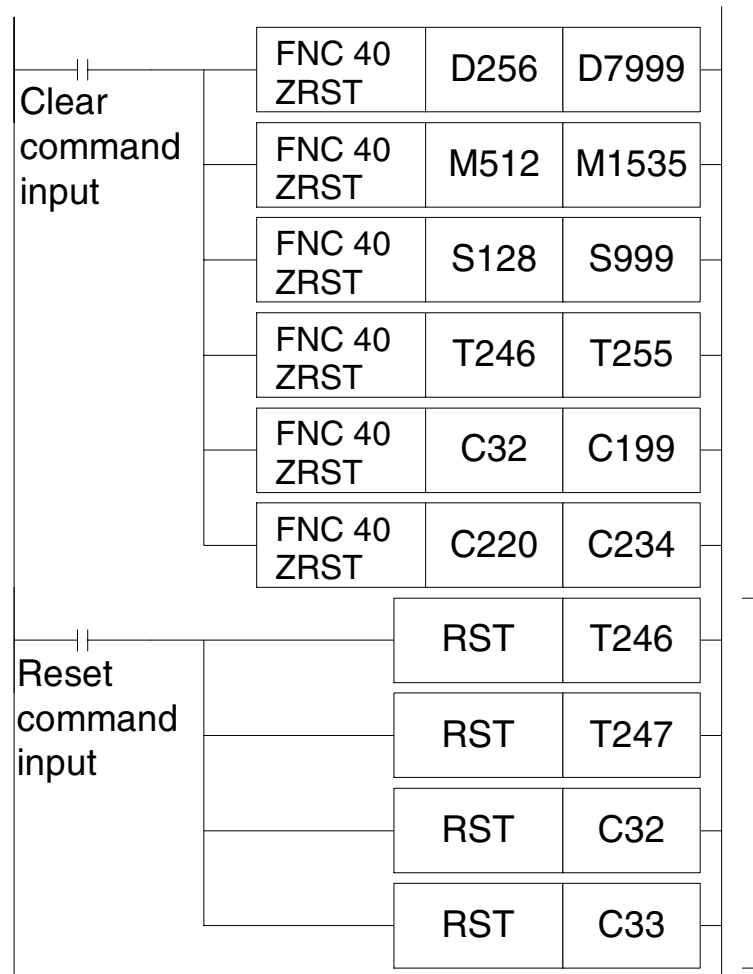 FNC 40
ZRST
D256
D7999
Clear
command
input
FNC 40
ZRST
M512
M1535
FNC 40
ZRST
S128
S999
FNC 40
ZRST
T246
T255
FNC 40
ZRST
C32
C199
FNC 40
ZRST
C220
C234
RST
T246
Reset
command
input
RST
T247
RST
C32
RST
C33